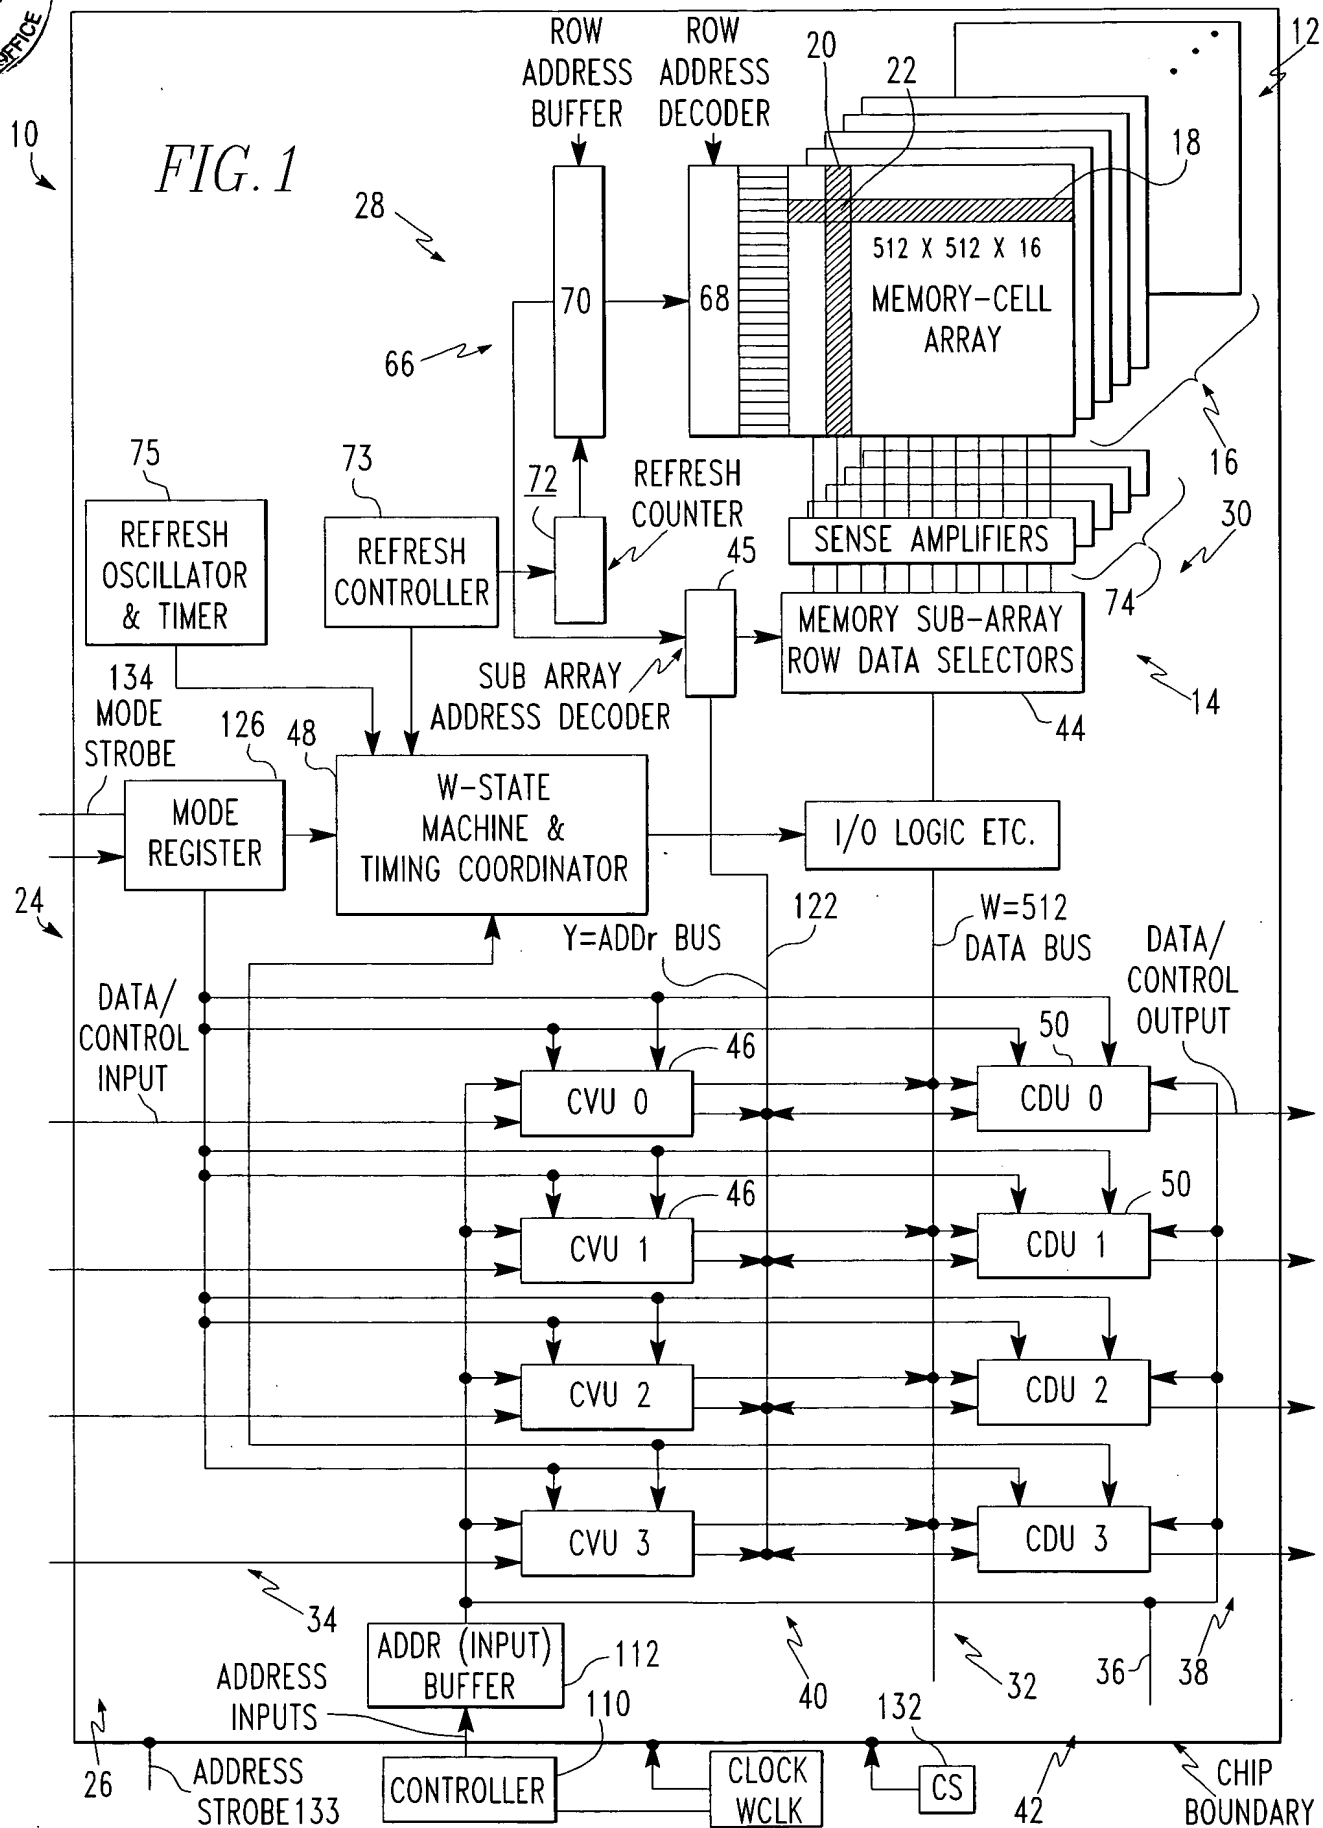 OFFICE
FIG. 1
10
ROW
ADDRESS
BUFFER
ROW
ADDRESS
DECODER
20
22
12
18
28
70
68
512 X 512 X 16
MEMORY-CELL
ARRAY
66
16
75
73
72
REFRESH
COUNTER
45
30
REFRESH
OSCILLATOR
& TIMER
REFRESH
CONTROLLER
SENSE AMPLIFIERS
74
MEMORY SUB-ARRAY
ROW DATA SELECTORS
SUB ARRAY
ADDRESS DECODER
14
44
134
MODE
STROBE
126
48
MODE
REGISTER
W-STATE
MACHINE &
TIMING COORDINATOR
I/O LOGIC ETC.
24
Y=ADDr BUS
122
W=512
DATA BUS
DATA/
CONTROL
OUTPUT
DATA/
CONTROL
INPUT
46
50
CVU 0
CDU 0
46
50
CVU 1
CDU 1
CVU 2
CDU 2
CVU 3
CDU 3
34
ADDR (INPUT)
BUFFER
112
40
32
36
38
ADDRESS
INPUTS
110
132
26
ADDRESS
STROBE133
CONTROLLER
CLOCK
WCLK
CS
42
CHIP
BOUNDARY